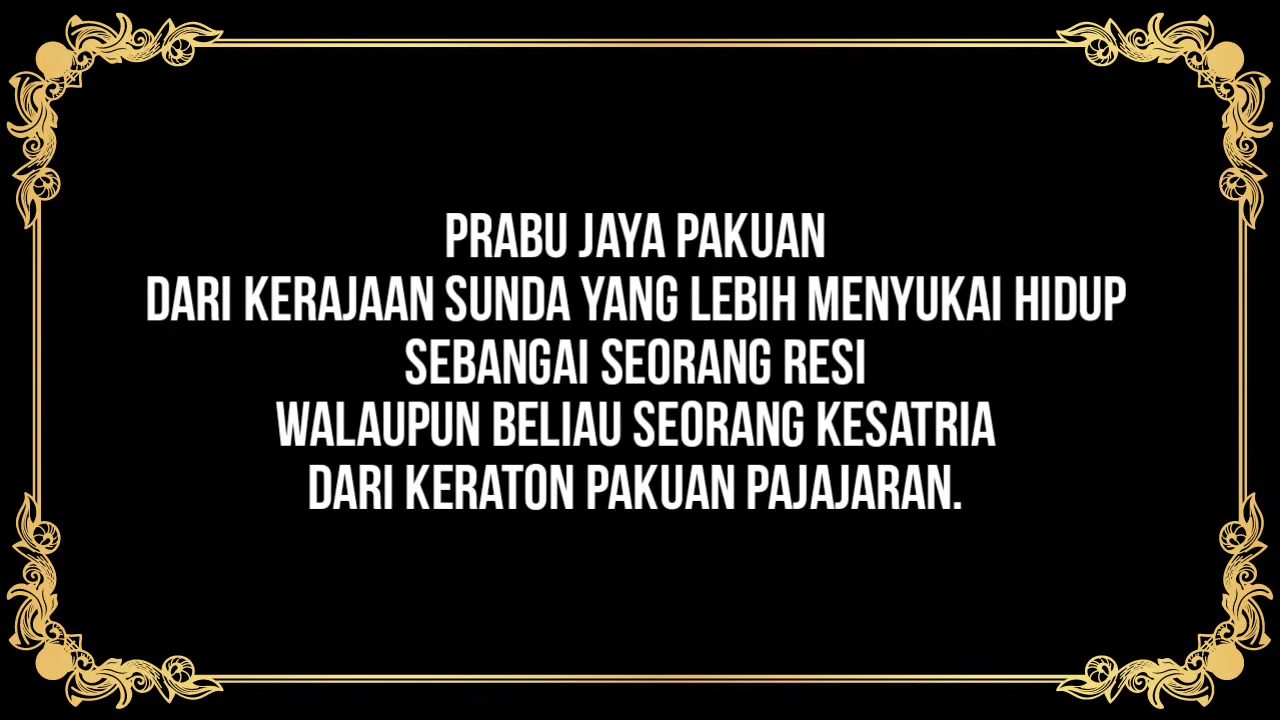 PRABU JAYA PAKUAN
DARI KERAJAAN SUNDA YANG LEBIH MENYUKAI HIDUP
SEBANGAI SEORANG RESI
WALAUPUN BELIAU SEORANG KESATRIA
DARI KERATON PAKUAN PAJAJARAN.